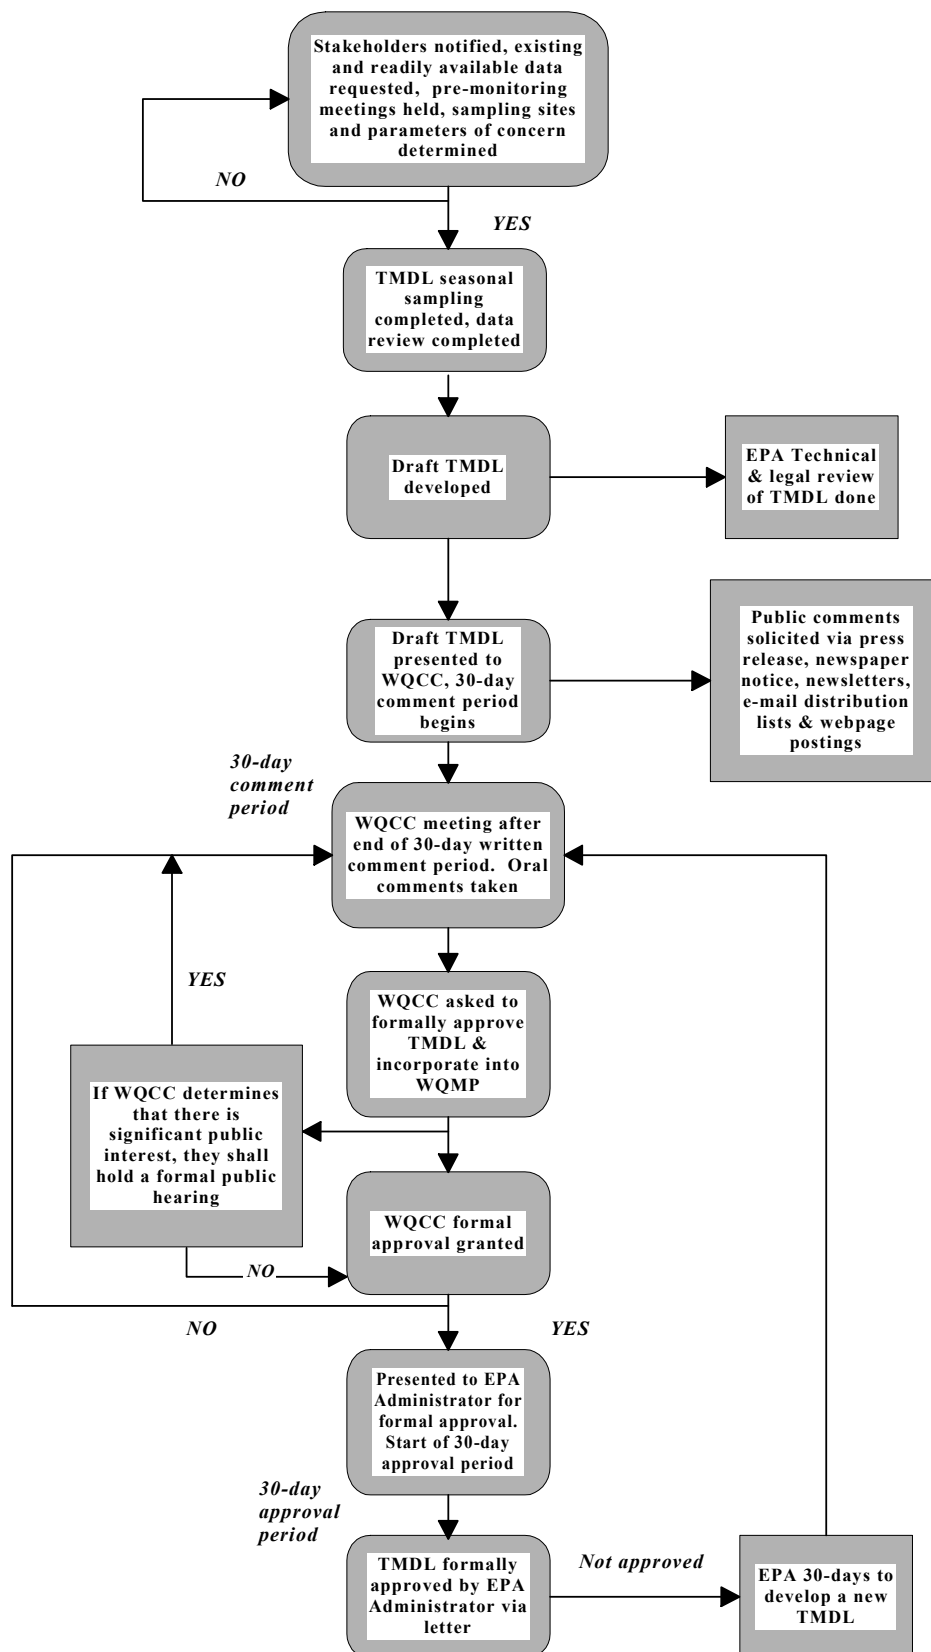 Stakeholders notified, existing
and readily available data
requested, pre-monitoring
meetings held, sampling sites
and parameters of concern
determined
NO
YES
TMDL seasonal
sampling
completed, data
review completed
Draft TMDL
developed
EPA Technical
& legal review
of TMDL done
Draft TMDL
presented to
WQCC, 30-day
comment period
begins
Public comments
solicited via press
release, newspaper
notice, newsletters,
e-mail distribution
lists & webpage
postings
30-day
comment
period
WQCC meeting after
end of 30-day written
comment period. Oral
comments taken
YES
WQCC asked to
formally approve
TMDL &
incorporate into
WQMP
If WQCC determines
that there is
significant public
interest, they shall
hold a formal public
hearing
WQCC formal
approval granted
NO
NO
YES
Presented to EPA
Administrator for
formal approval.
Start of 30-day
approval period
30-day
approval
period
TMDL formally
approved by EPA
Administrator via
letter
Not approved
EPA 30-days to
develop a new
TMDL